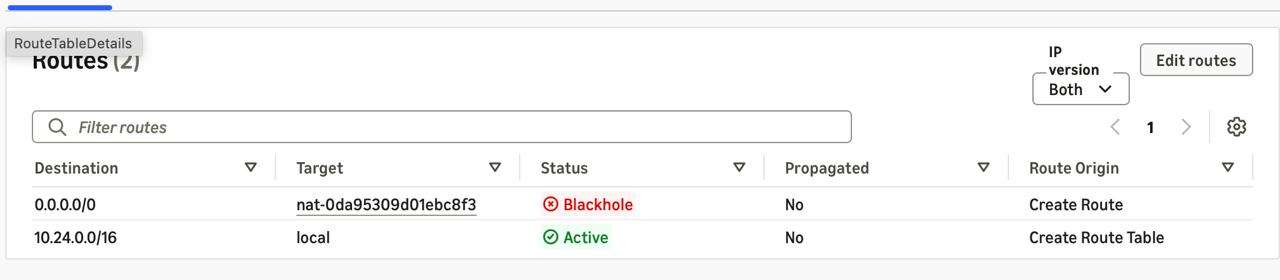 RouteTableDetails
Routes (2)
IP version
Both
Edit routes
Filter routes
1
Destination Target Status Propagated Route Origin
0.0.0.0/0 nat-0da95309d01ebc8f3 Blackhole No Create Route
10.24.0.0/16 local Active No Create Route Table